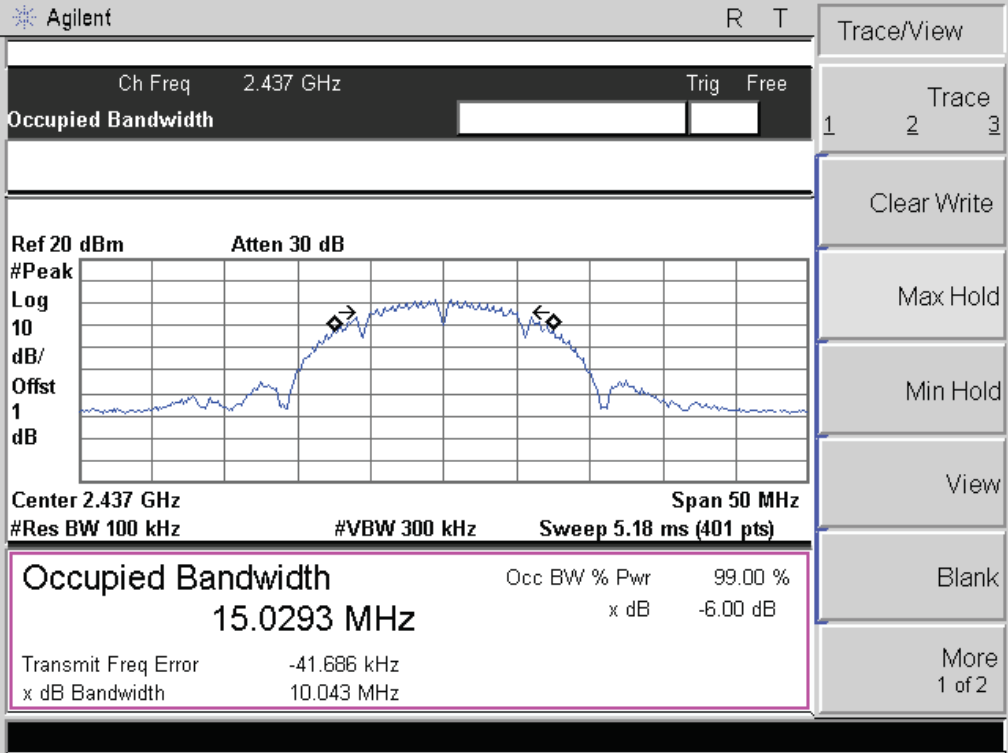 Agilent R T
Trace/View
Ch Freq 2.437 GHz Trig Free
Occupied Bandwidth
Trace
1 2 3
Clear Write
Max Hold
Min Hold
View
Blank
More
1 of 2
Ref 20 dBm Atten 30 dB
#Peak
Log
10
dB/
Offst
1
dB
Center 2.437 GHz Span 50 MHz
#Res BW 100 kHz #VBW 300 kHz Sweep 5.18 ms (401 pts)
Occupied Bandwidth Occ BW % Pwr 99.00 %
15.0293 MHz x dB -6.00 dB
Transmit Freq Error -41.686 kHz
x dB Bandwidth 10.043 MHz